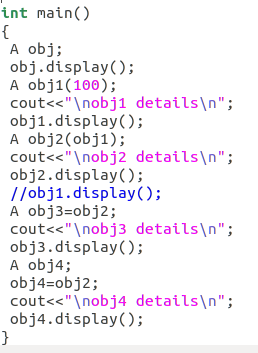 int main()
{
A obj;
obj.display();
A obj1(100);
cout<<"\nobj1 details\n";
obj1.display();
A obj2(obj1);
cout<<"\nobj2 details\n";
obj2.display();
//obj1.display();
A obj3=obj2;
cout<<"\nobj3 details\n";
obj3.display();
A obj4;
obj4=obj2;
cout<<"\nobj4 details\n";
obj4.display();
}